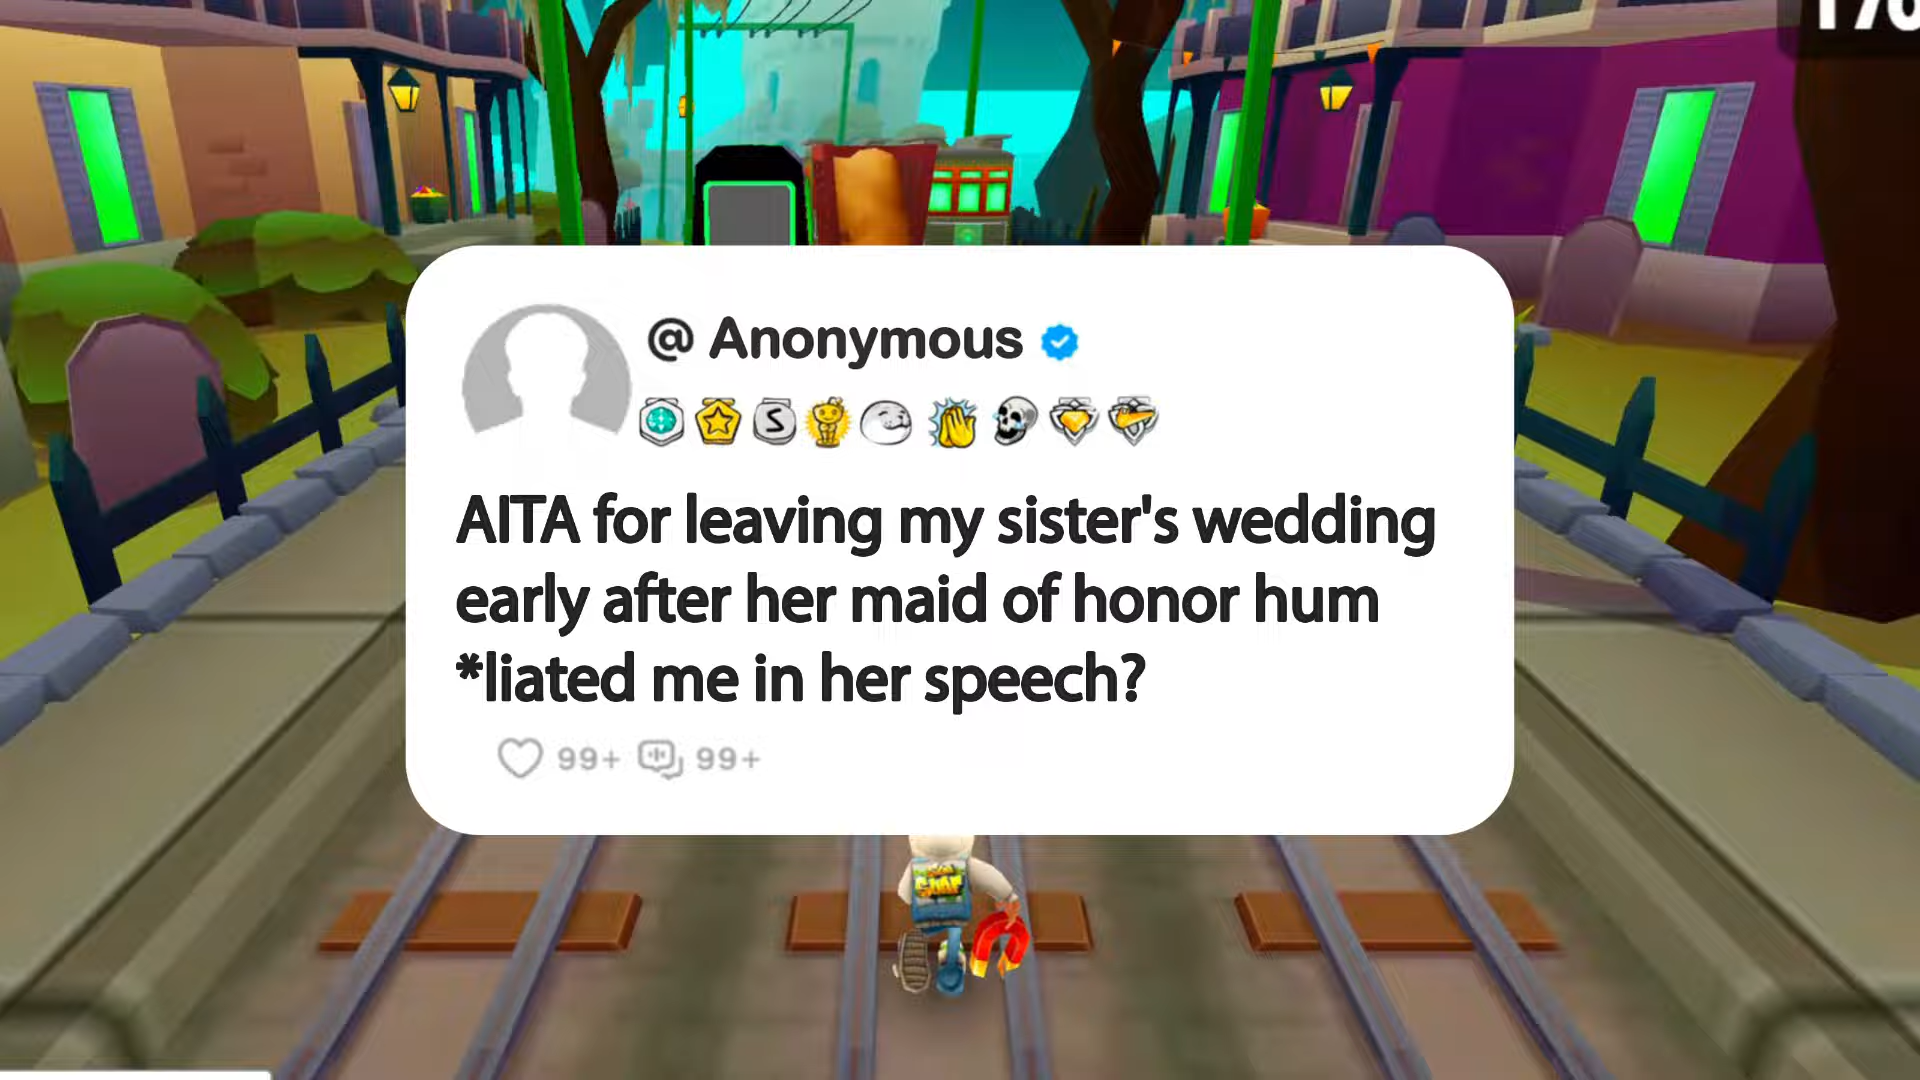 @ Anonymous
AITA for leaving my sister's wedding
early after her maid of honor hum
*liated me in her speech?
99+ 99+